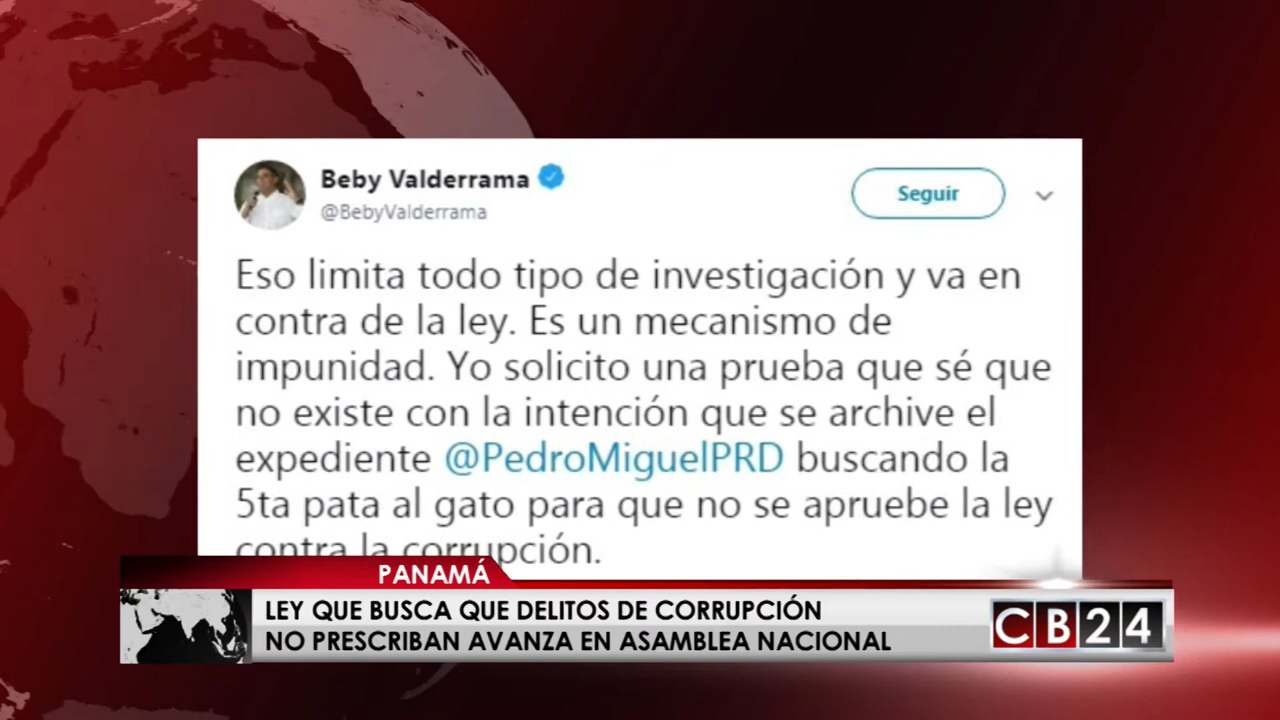 Beby Valderrama
@BebyValderrama
Seguir
Eso limita todo tipo de investigación y va en
contra de la ley. Es un mecanismo de
impunidad. Yo solicito una prueba que sé que
no existe con la intención que se archive el
expediente @PedroMiguelPRD buscando la
5ta pata al gato para que no se apruebe la ley
contra la corrupción.
PANAMÁ
LEY QUE BUSCA QUE DELITOS DE CORRUPCIÓN
NO PRESCRIBAN AVANZA EN ASAMBLEA NACIONAL
CB24